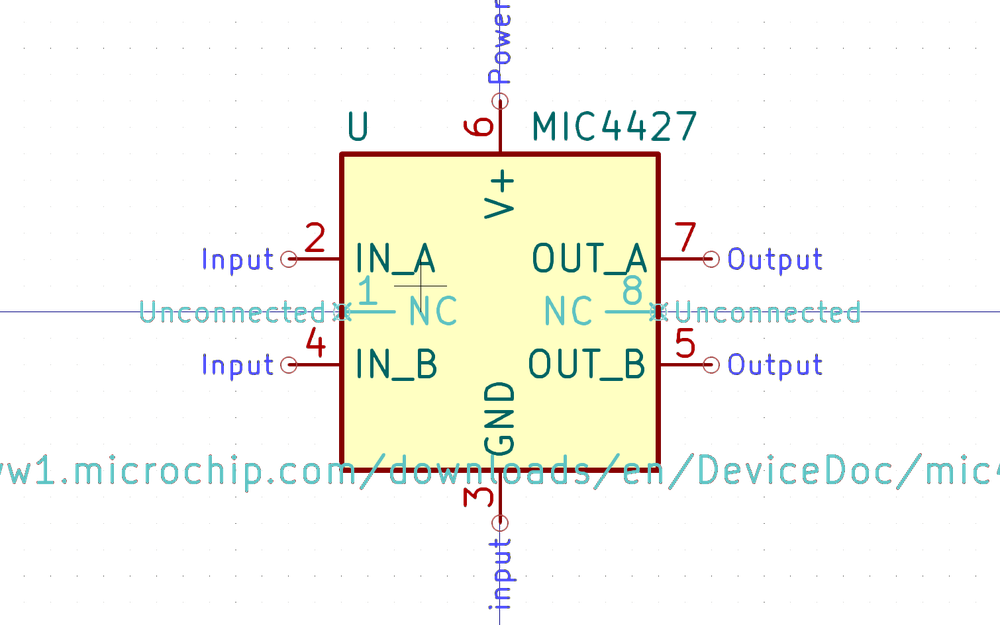 Power
U
6
MIC4427
V+
Input
2
IN_A
OUT_A
7
Output
Unconnected
1
NC
NC
8
Unconnected
Input
4
IN_B
OUT_B
5
Output
GND
w1.microchip.com/downloads/en/DeviceDoc/mic4
3
input